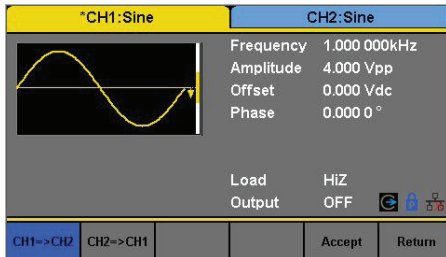 *CH1:Sine
CH2:Sine
Frequency 1.000 000kHz
Amplitude 4.000 Vpp
Offset 0.000 Vdc
Phase 0.000 0 °
Load HiZ
Output OFF
CH1=>CH2 CH2=>CH1 Accept Return